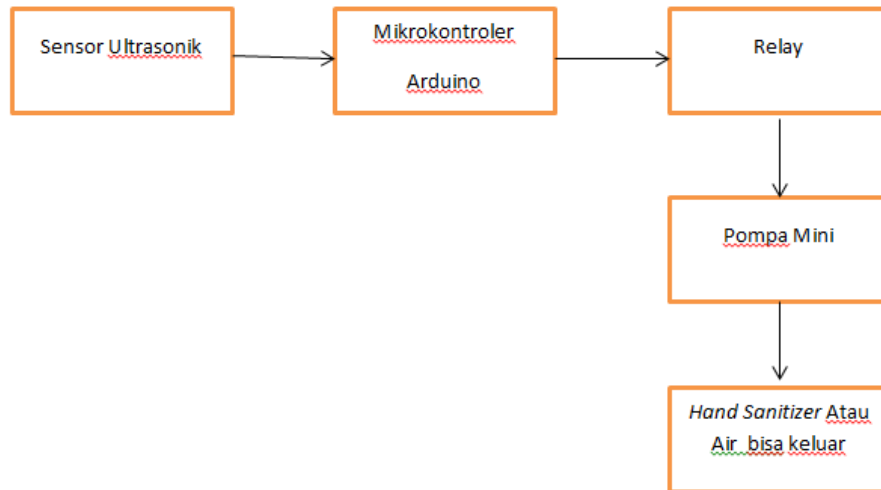 Sensor Ultrasonik
Mikrokontroler
Arduino
Relay
Pompa Mini
Hand Sanitizer Atau
Air bisa keluar